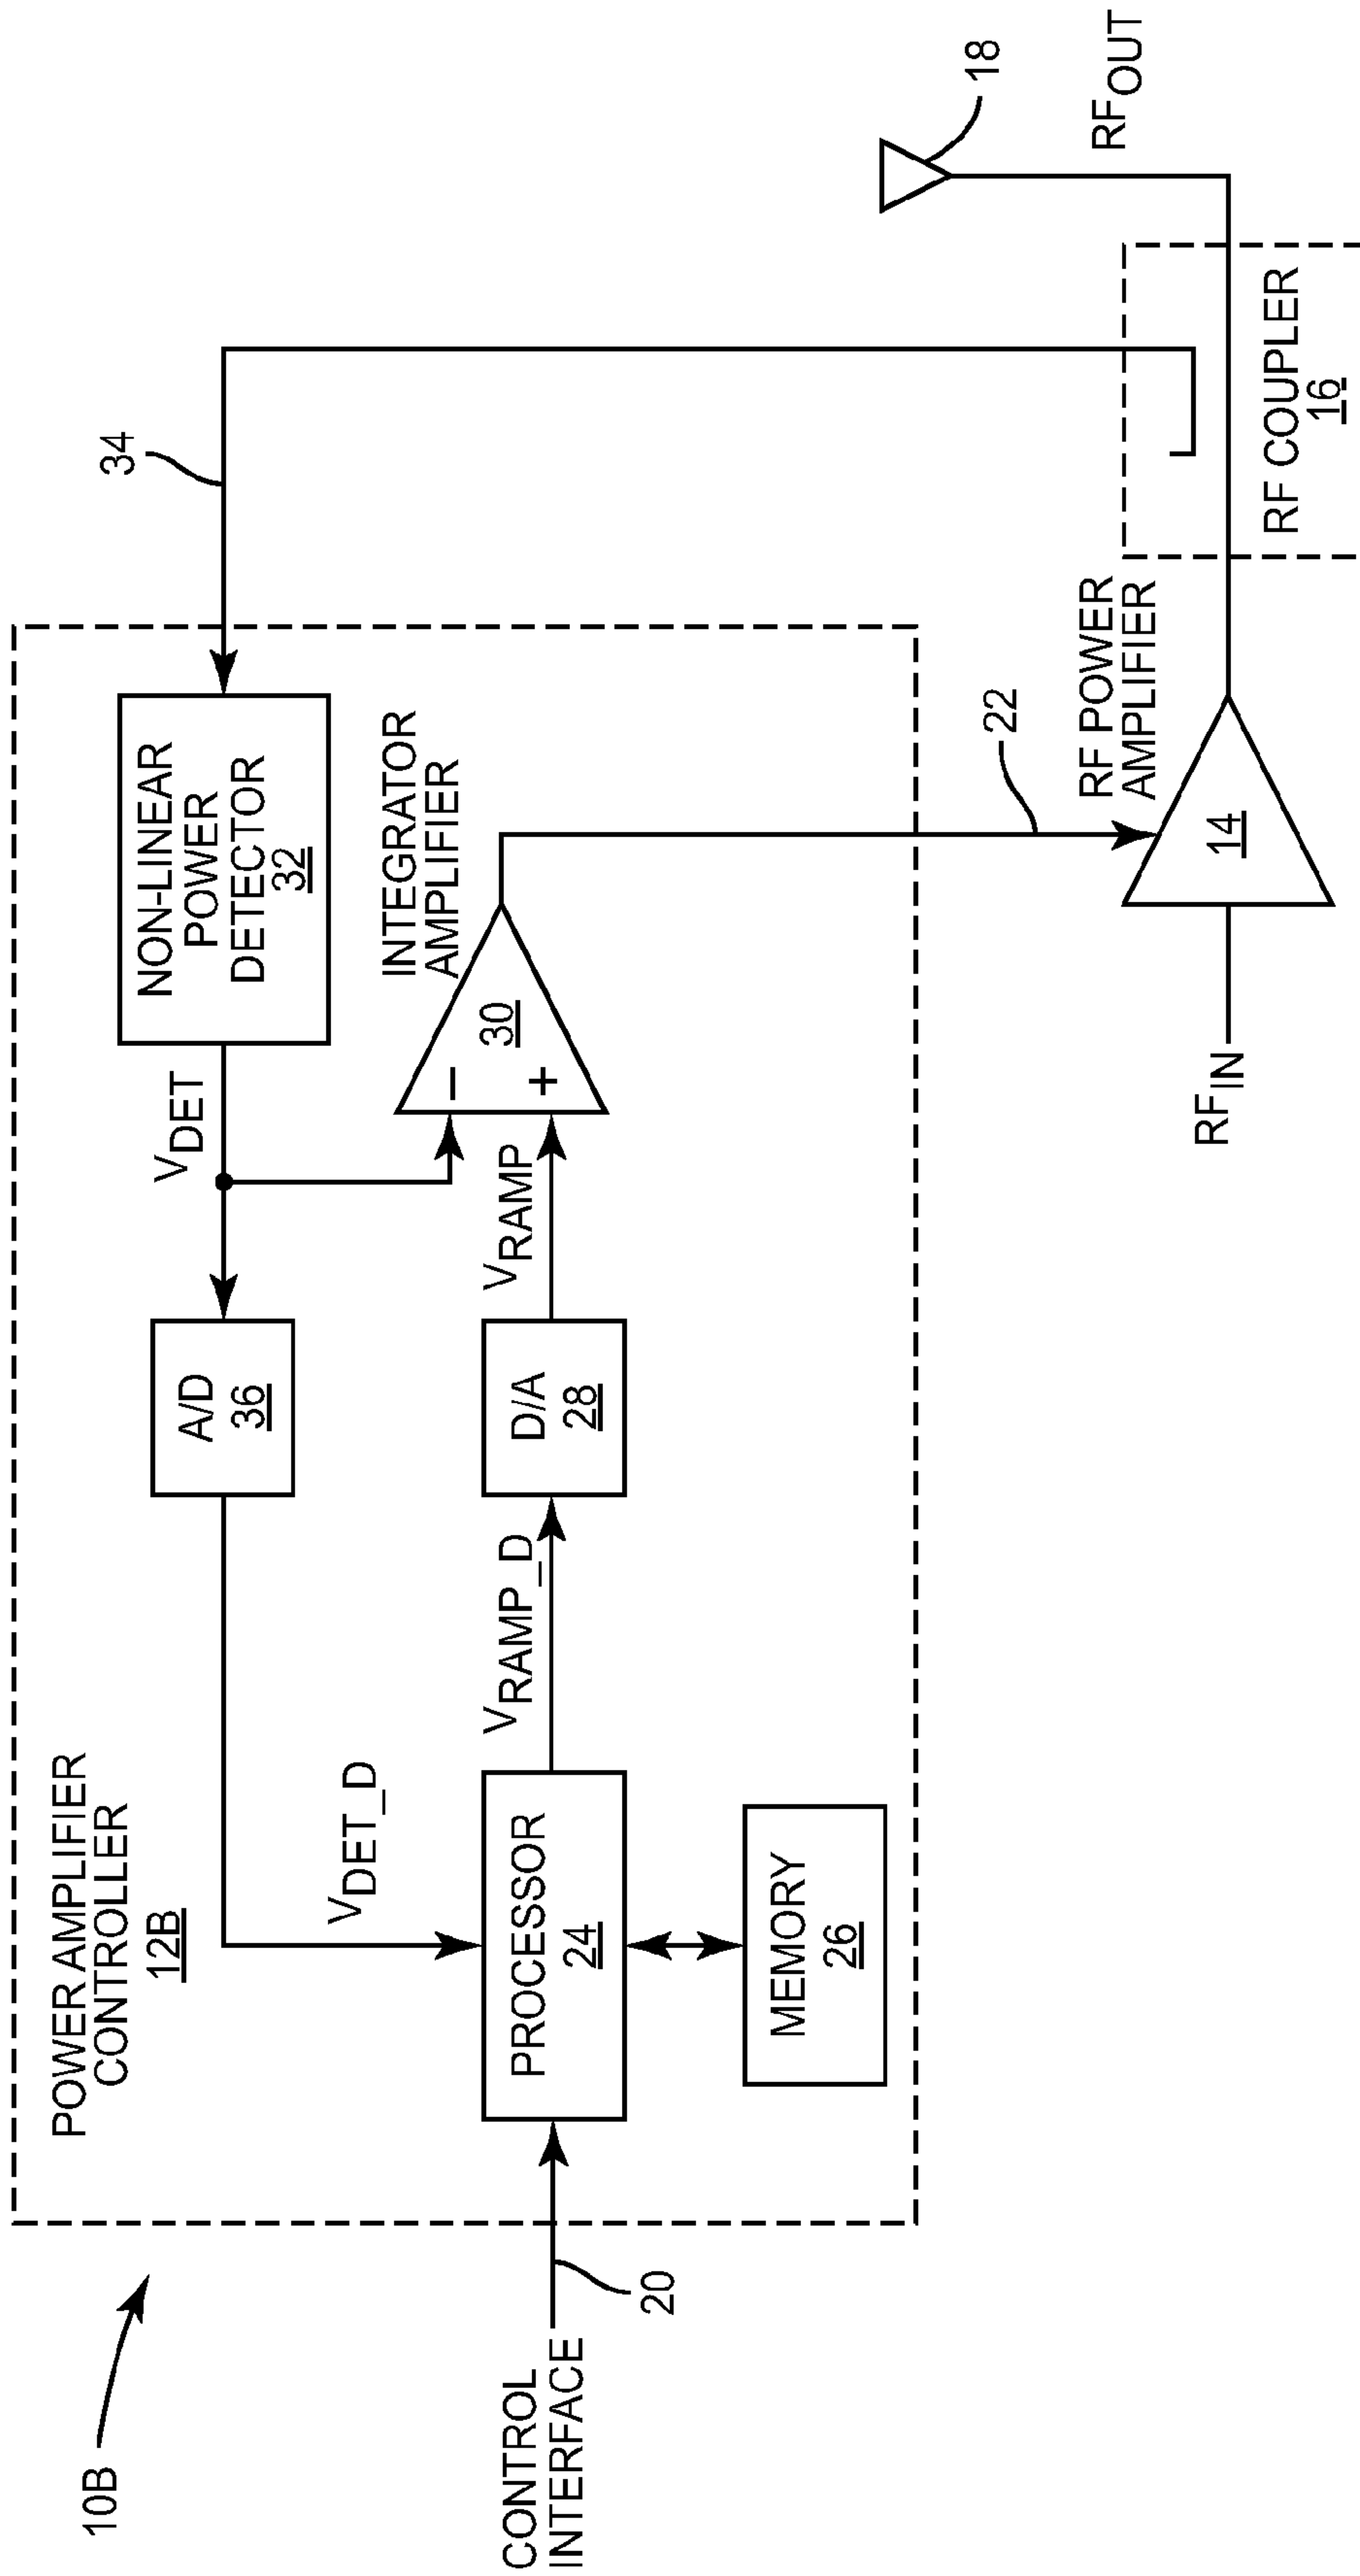 10B
POWER AMPLIFIER
CONTROLLER
12B
CONTROL
INTERFACE
20
PROCESSOR
24
MEMORY
26
VDET_D
VRAMP_D
A/D
36
D/A
28
VDET
VRAMP
NON-LINEAR
POWER
DETECTOR
32
INTEGRATOR
AMPLIFIER
30
−
+
34
22
RF POWER
AMPLIFIER
14
RFIN
RF COUPLER
16
18
RFOUT